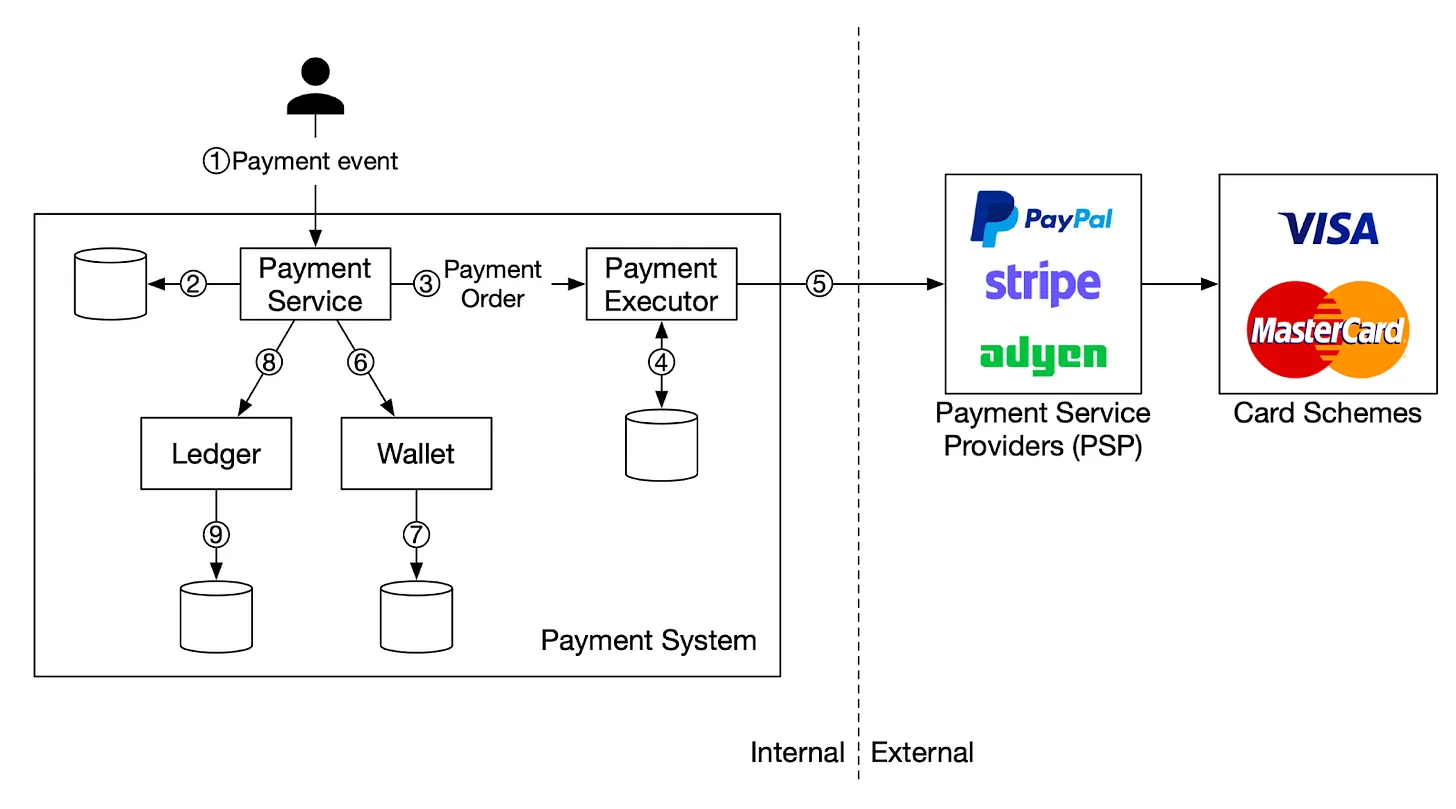 ①Payment event
Payment
Service
②
③
Payment
Order
Payment
Executor
⑤
⑧
⑥
④
Ledger
Wallet
⑨
⑦
Payment System
PayPal
stripe
adyen
Payment Service
Providers (PSP)
VISA
MasterCard
Card Schemes
Internal
External